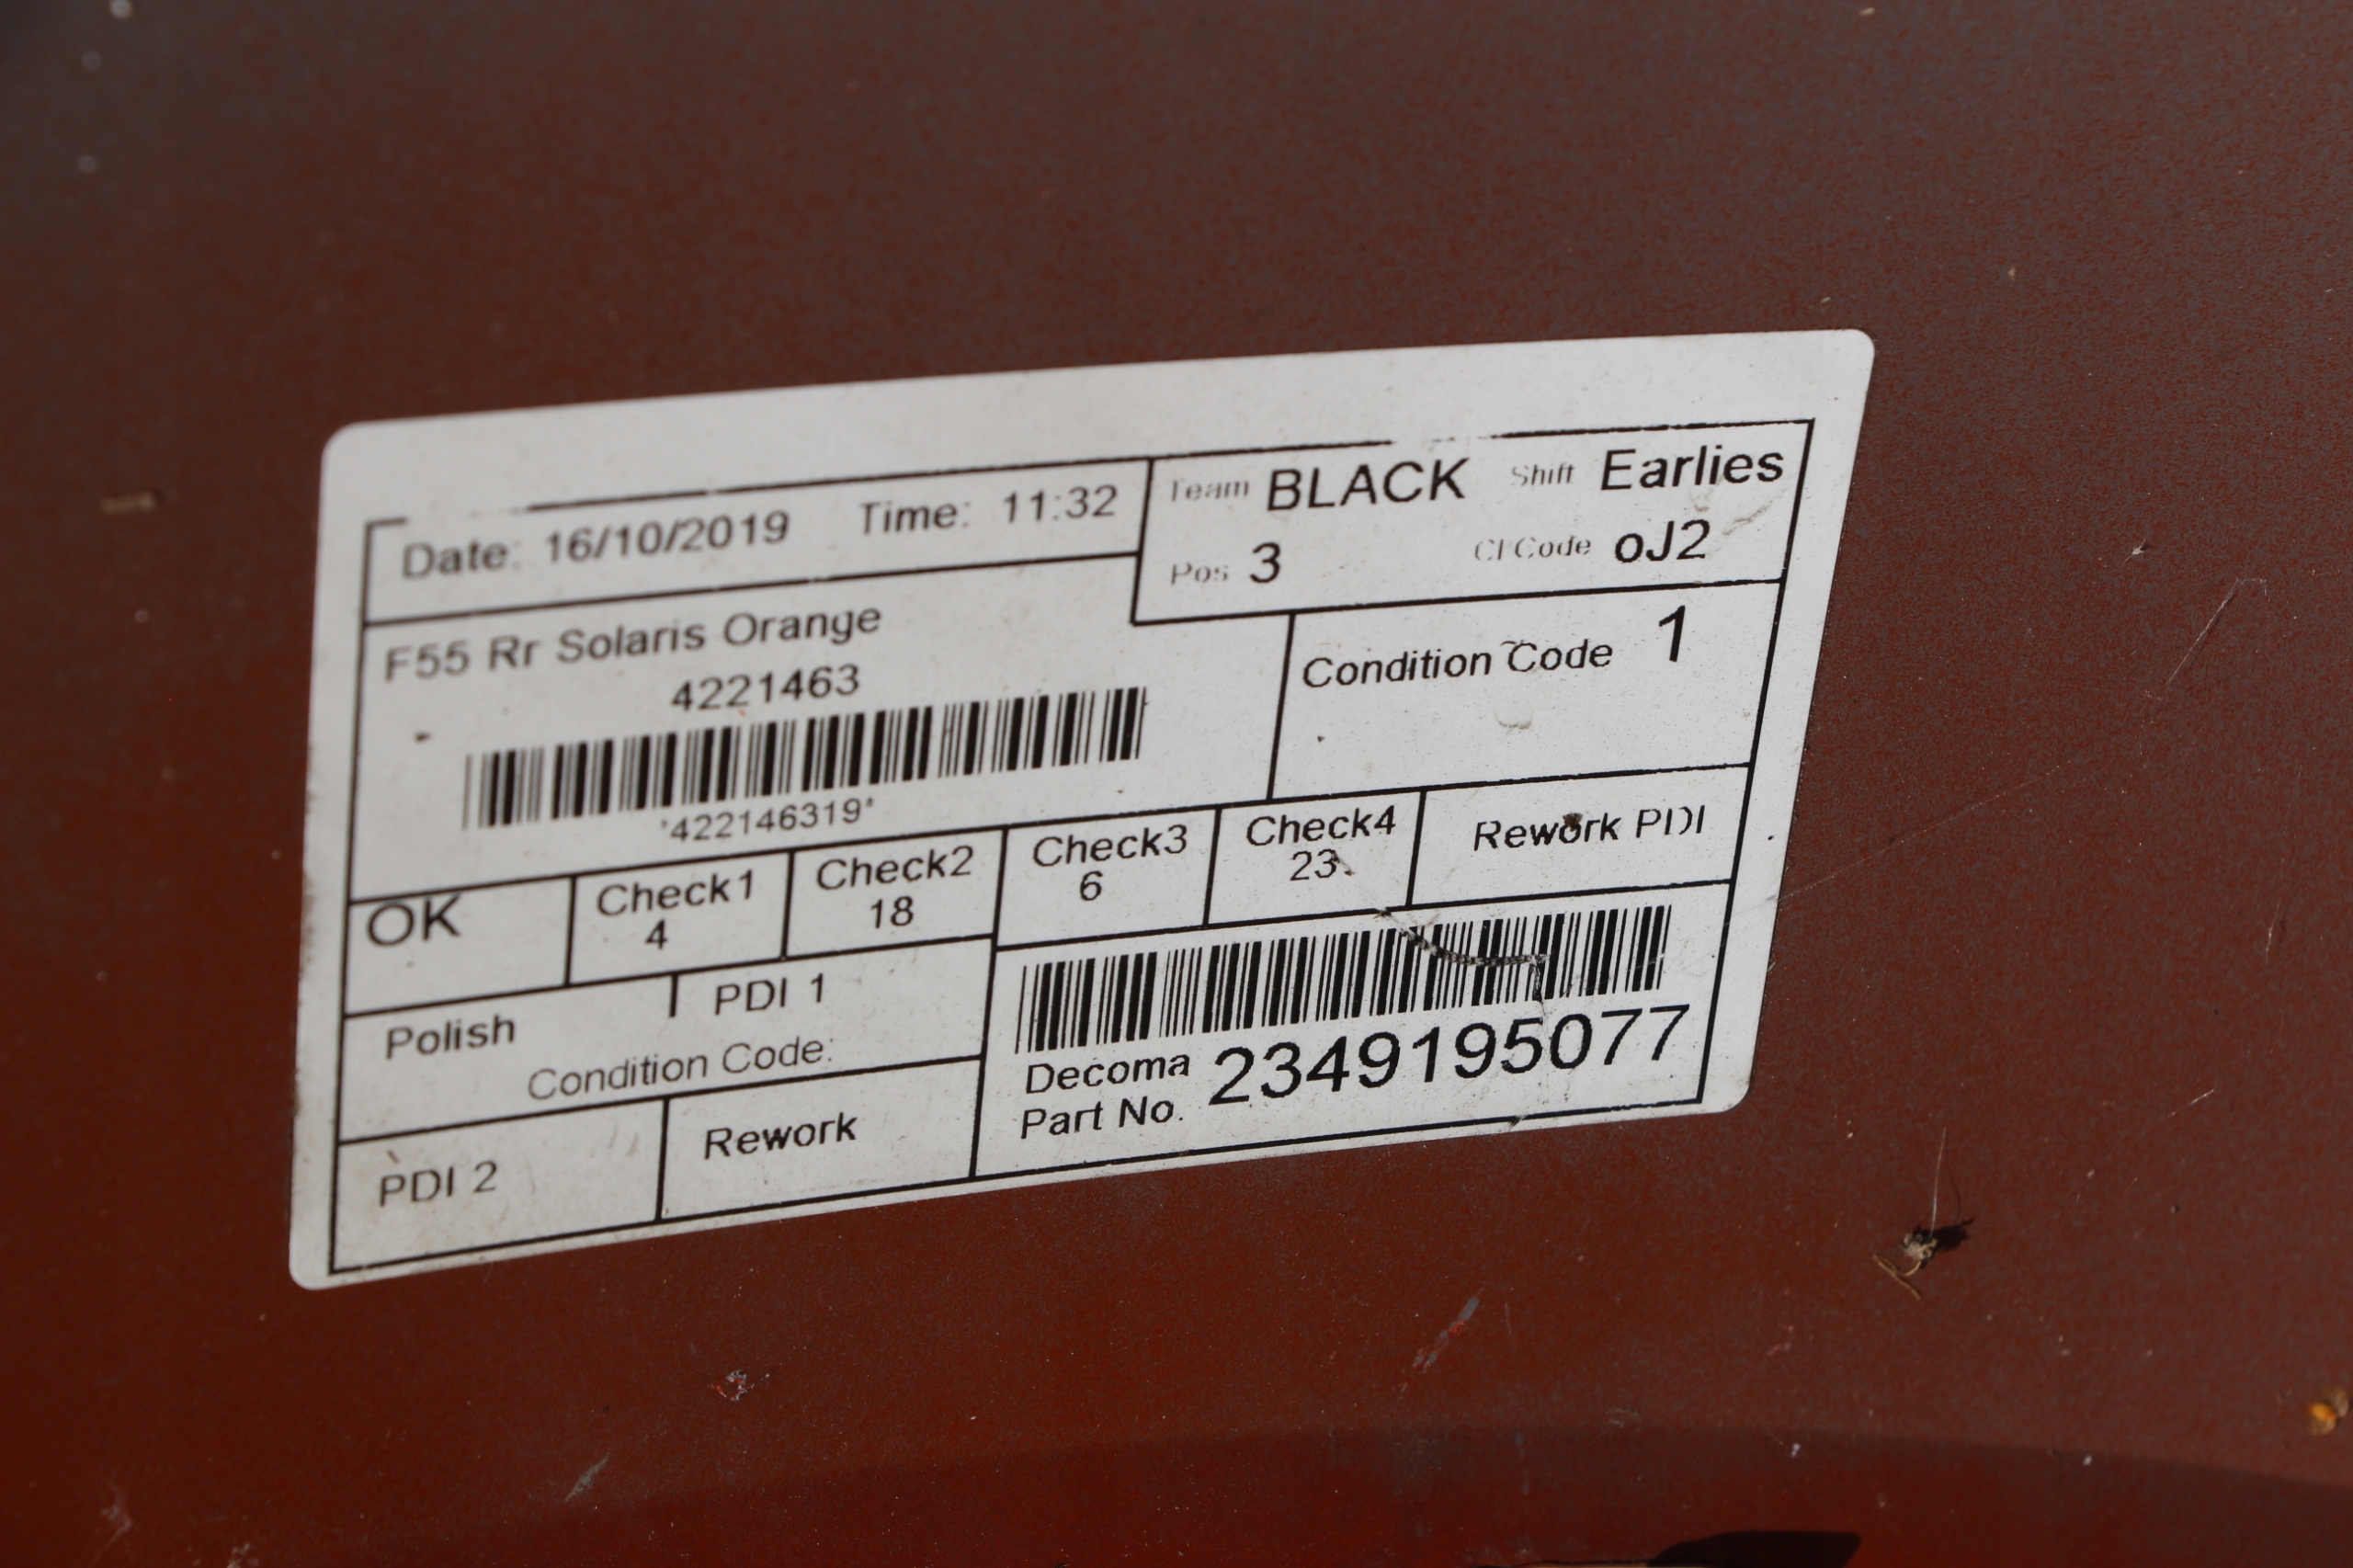 Date: 16/10/2019 Time: 11:32
Team BLACK Shift Earlies
Pos 3 Cl Code oJ2
F55 Rr Solaris Orange
4221463
*422146319*
Condition Code 1
OK
Check1
4
Check2
18
Check3
6
Check4
23
Rework PDI
Polish
PDI 1
Condition Code:
PDI 2
Rework
Decoma
Part No. 2349195077